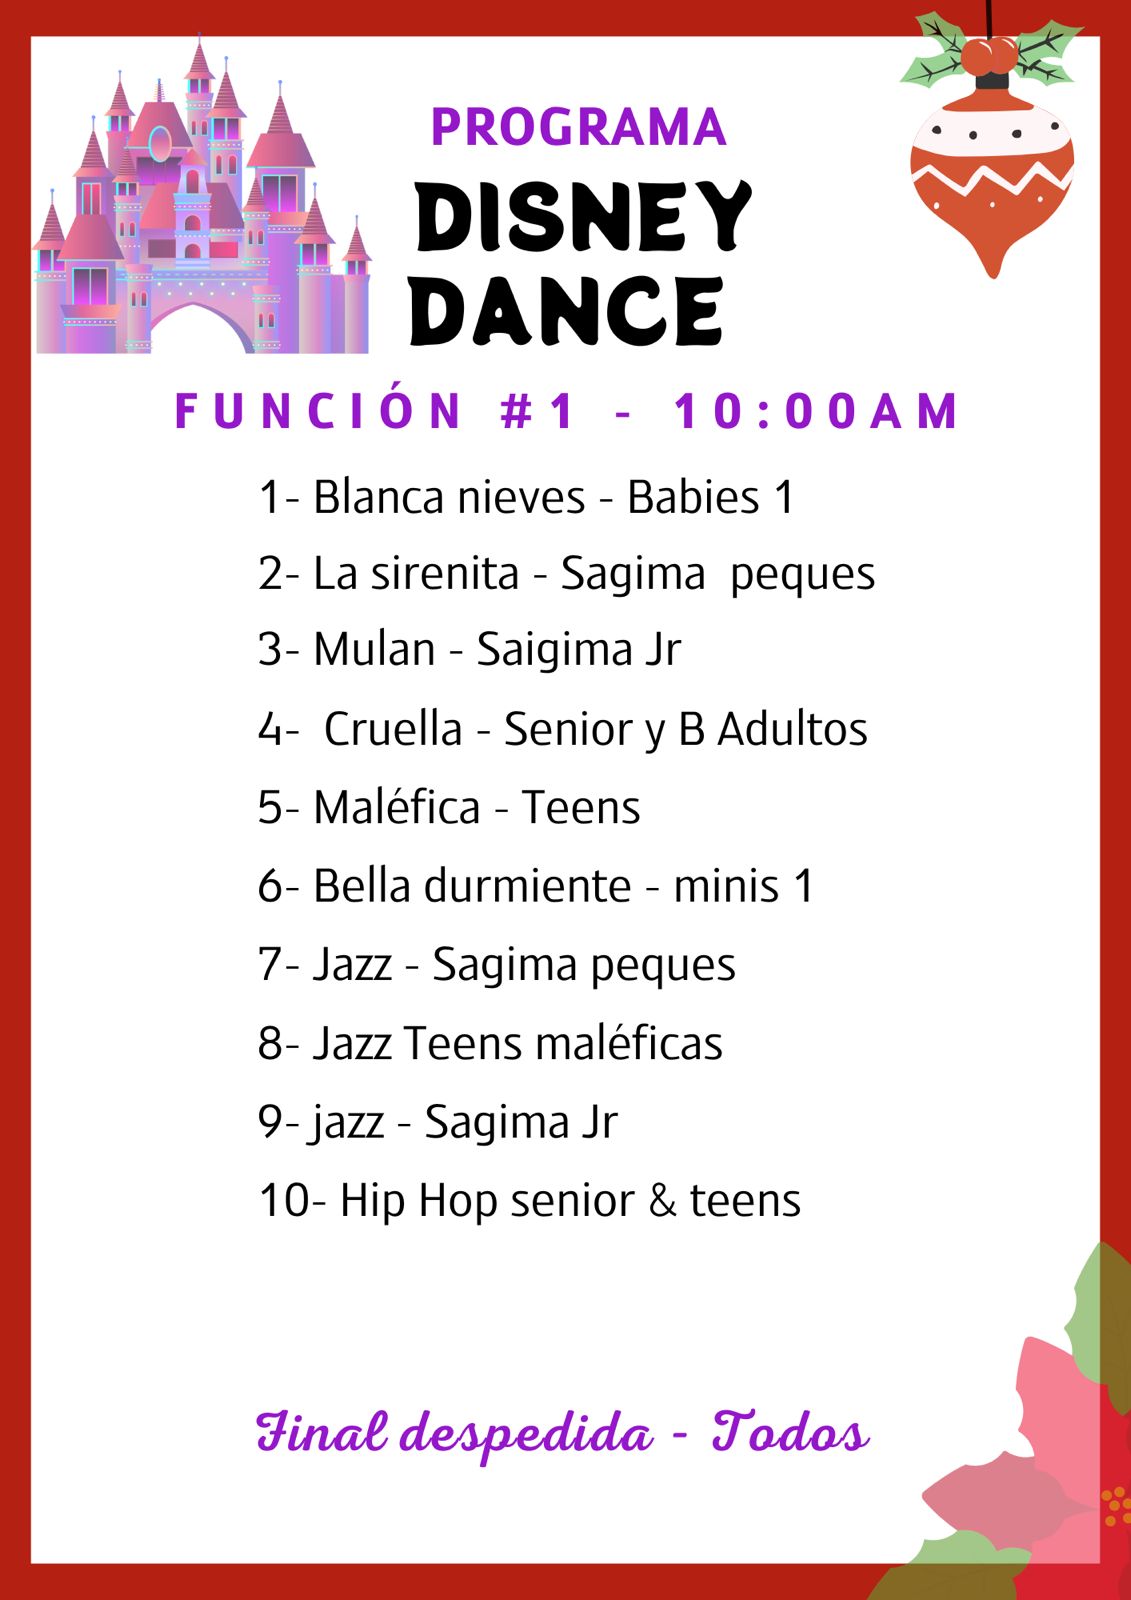 PROGRAMA
DISNEY
DANCE
FUNCIÓN #1 - 10:00AM
1- Blanca nieves - Babies 1
2- La sirenita - Sagima peques
3- Mulan - Saigima Jr
4- Cruella - Senior y B Adultos
5- Maléfica - Teens
6- Bella durmiente - minis 1
7- Jazz - Sagima peques
8- Jazz Teens maléficas
9- jazz - Sagima Jr
10- Hip Hop senior & teens
Final despedida - Todos